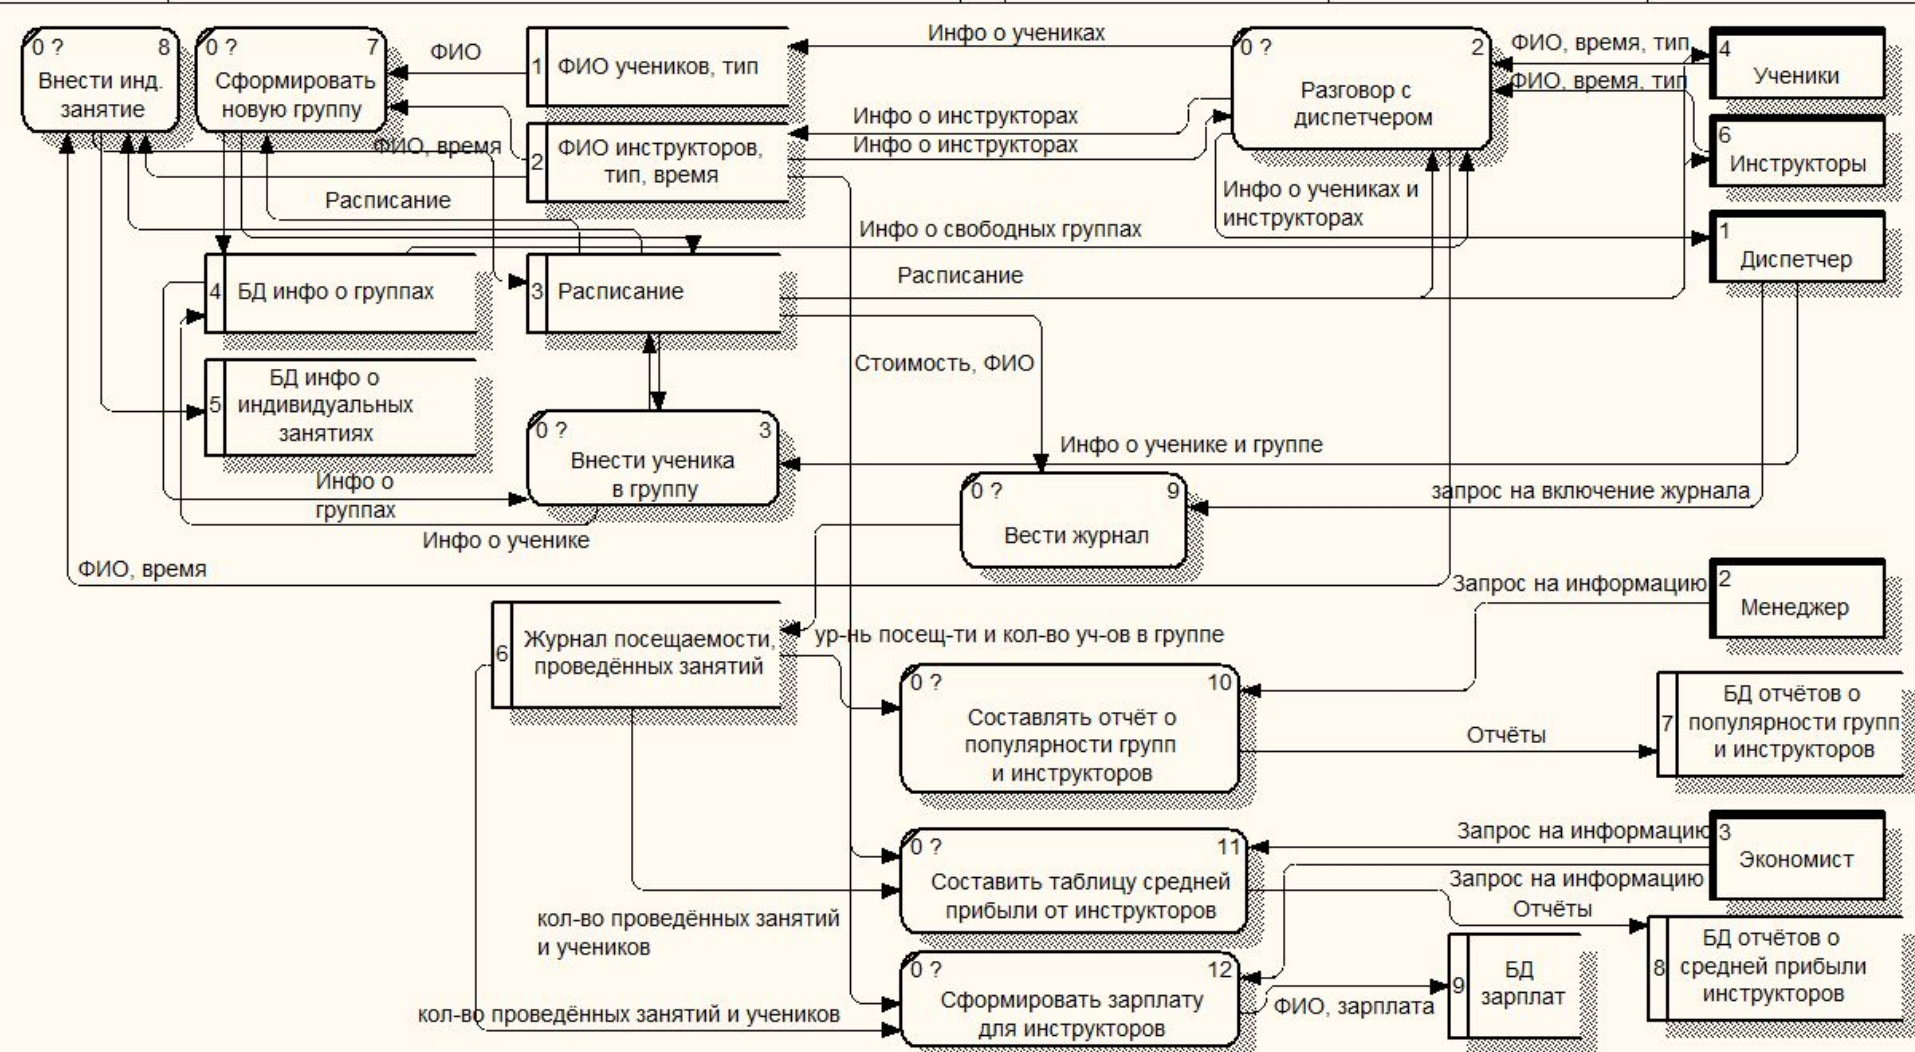 0 ? 8
Внести инд.
занятие
0 ? 7
Сформировать
новую группу
ФИО
1 ФИО учеников, тип
Инфо о учениках
0 ? 2
Разговор с
диспетчером
ФИО, время, тип
ФИО, время, тип
4
Ученики
6
Инструкторы
1
Диспетчер
Инфо о инструкторах
Инфо о инструкторах
2 ФИО инструкторов,
тип, время
ФИО, время
Расписание
Инфо о учениках и
инструкторах
Инфо о свободных группах
Расписание
4 БД инфо о группах
3 Расписание
5 БД инфо о
индивидуальных
занятиях
Стоимость, ФИО
0 ? 3
Внести ученика
в группу
Инфо о ученике и группе
Инфо о
группах
Инфо о ученике
0 ? 9
Вести журнал
запрос на включение журнала
ФИО, время
Запрос на информацию
2
Менеджер
6 Журнал посещаемости,
проведённых занятий
ур-нь посещ-ти и кол-во уч-ов в группе
0 ? 10
Составлять отчёт о
популярности групп
и инструкторов
Отчёты
7 БД отчётов о
популярности групп
и инструкторов
0 ? 11
Составить таблицу средней
прибыли от инструкторов
Запрос на информацию
3
Экономист
Запрос на информацию
Отчёты
8 БД отчётов о
средней прибыли
инструкторов
кол-во проведённых занятий
и учеников
0 ? 12
Сформировать зарплату
для инструкторов
кол-во проведённых занятий и учеников
ФИО, зарплата
9 БД
зарплат